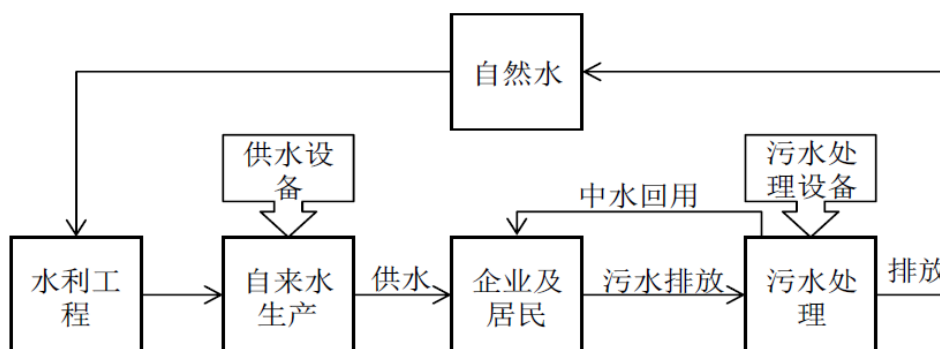 自然水
供水设
备
污水处
理设备
中水回用
水利工
程
自来水
生产
供水
企业及
居民
污水排放
污水处
理
排放